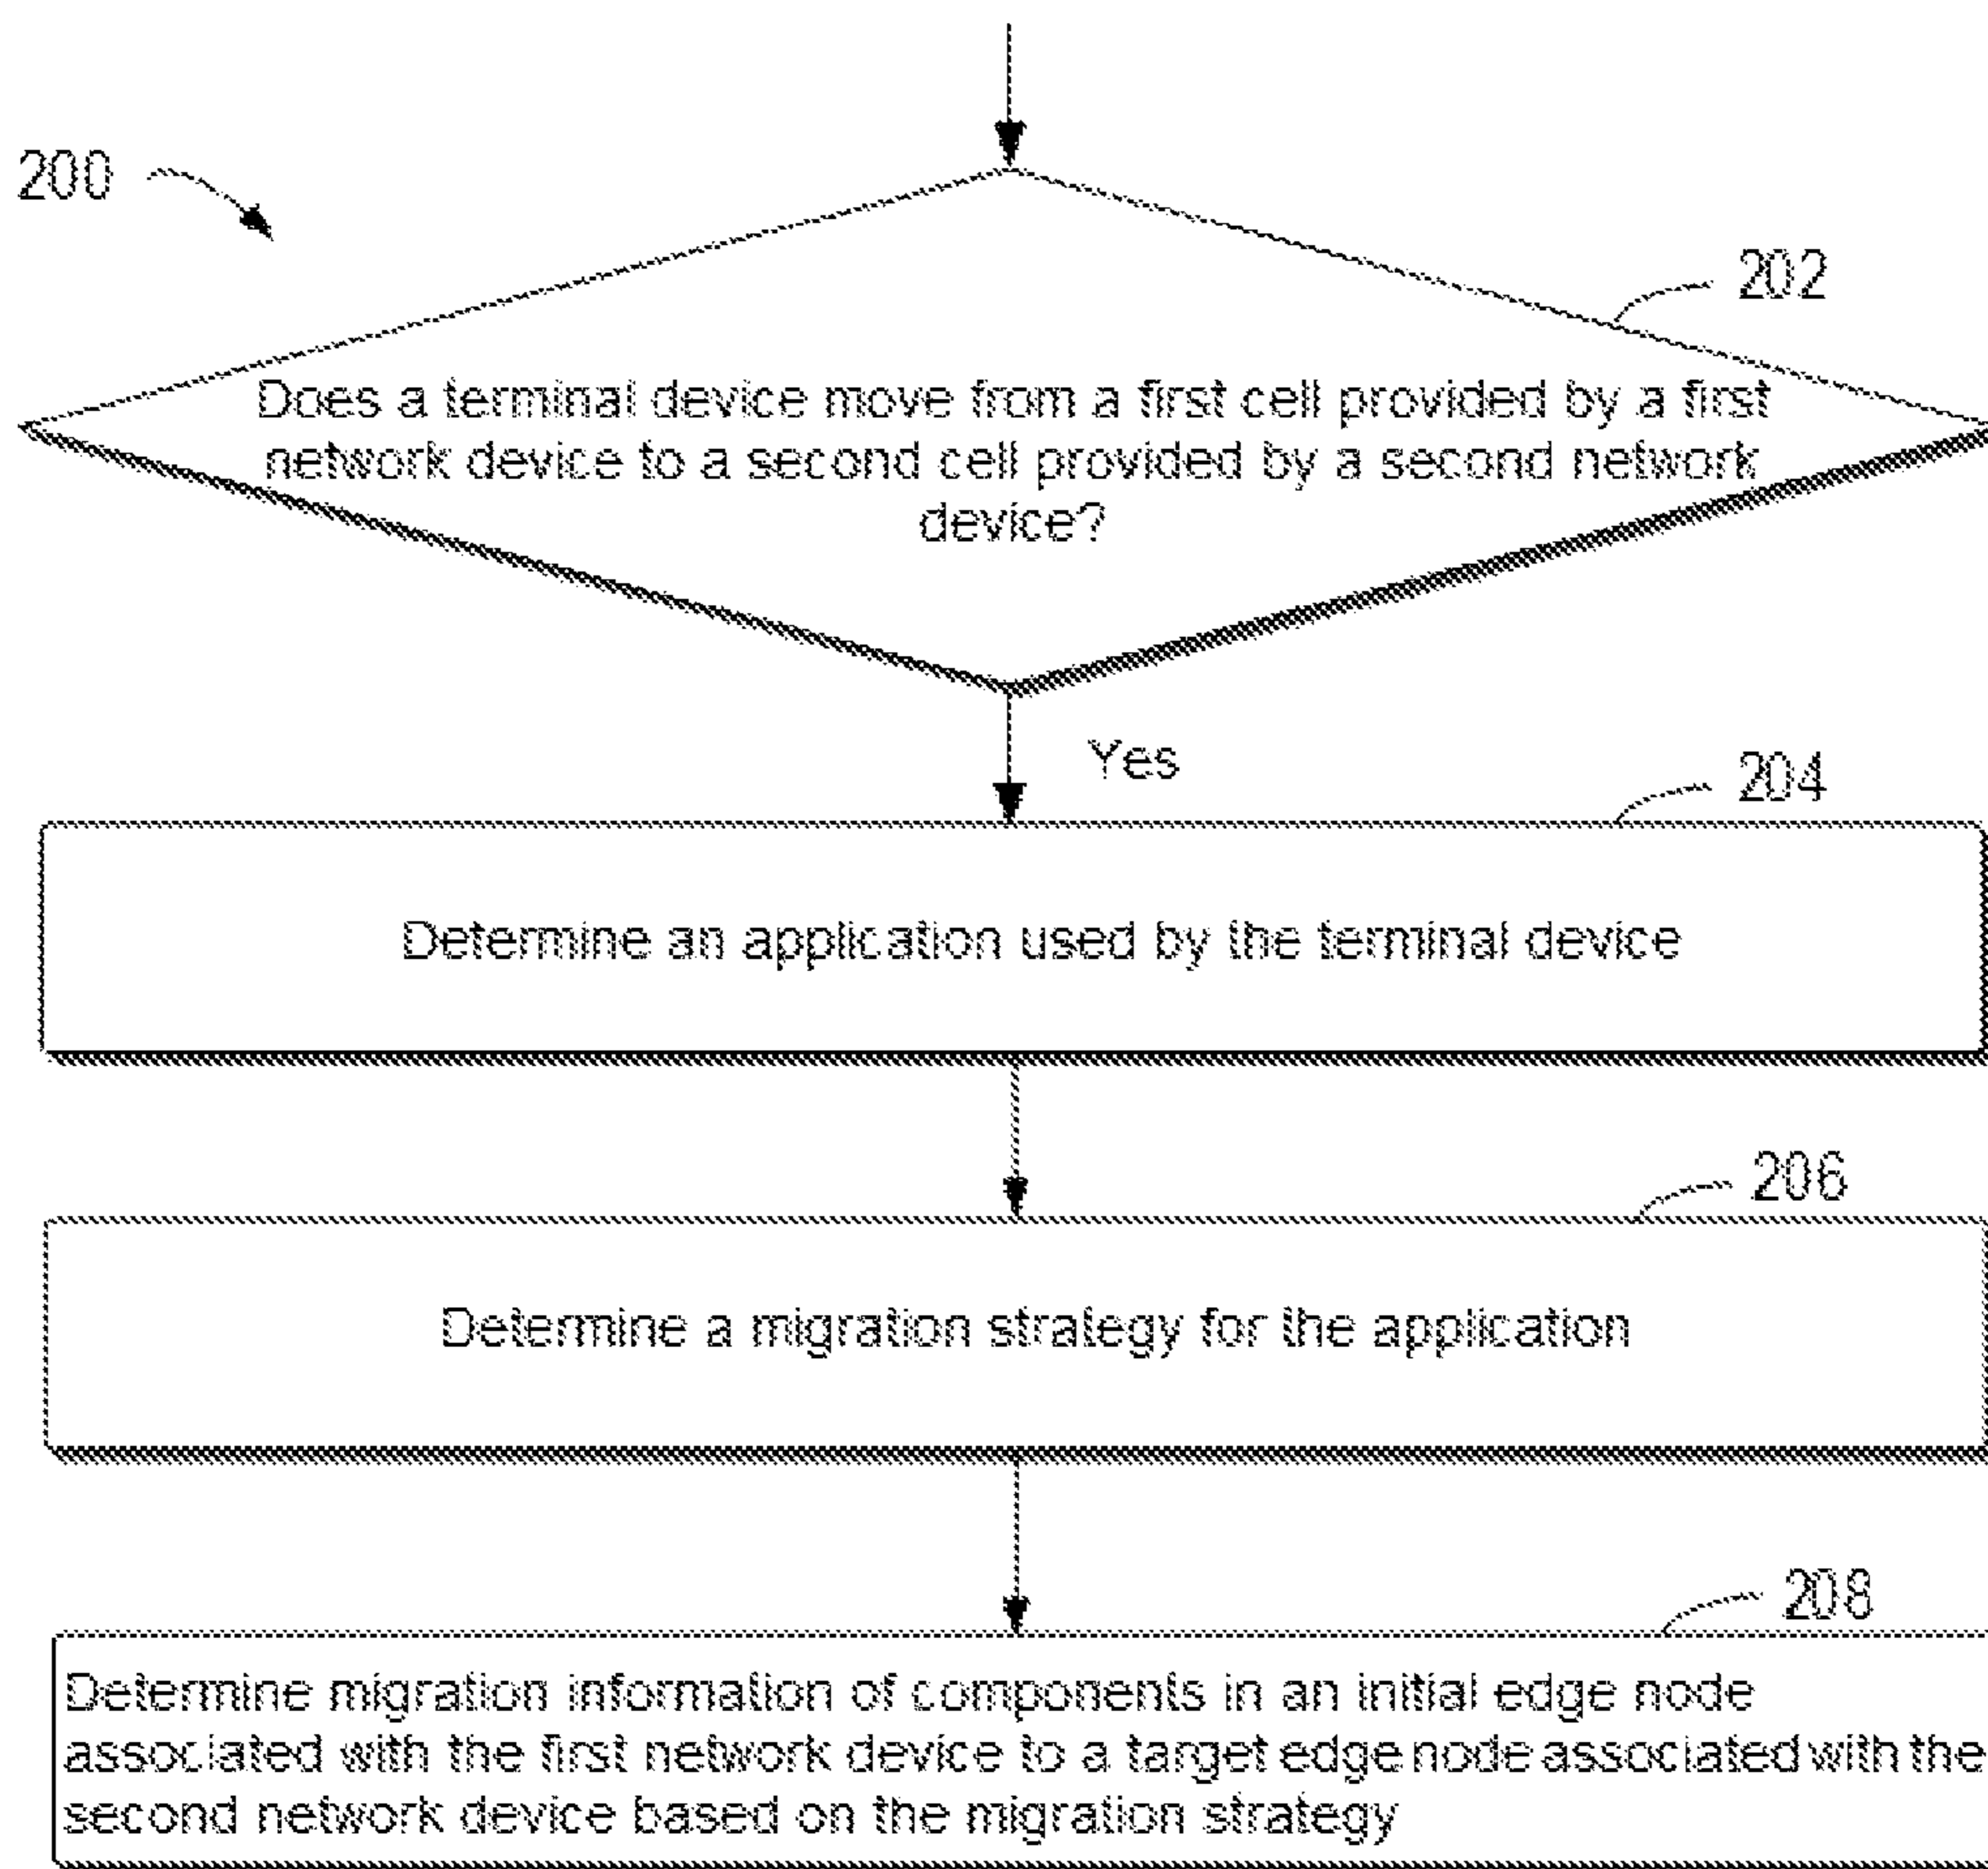 200
202
Does a terminal device move from a first cell provided by a first
network device to a second cell provided by a second network
device?
Yes
204
Determine an application used by the terminal device
206
Determine a migration strategy for the application
208
Determine migration information of components in an initial edge node
associated with the first network device to a target edge node associated with the
second network device based on the migration strategy